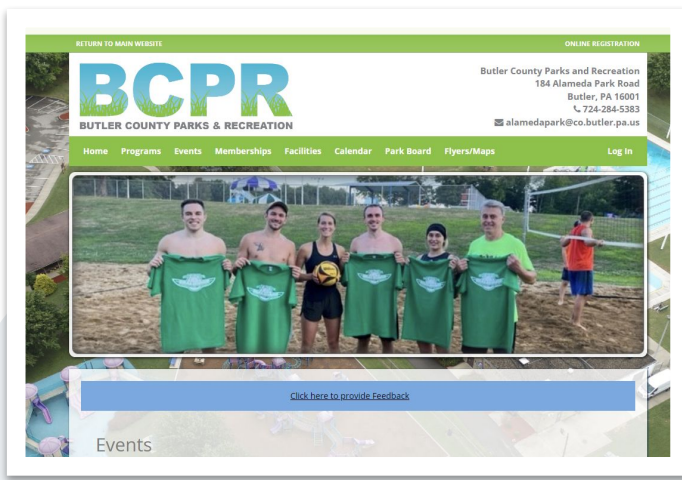 RETURN TO MAIN WEBSITE
ONLINE REGISTRATION
BCPR
BUTLER COUNTY PARKS & RECREATION
Butler County Parks and Recreation
184 Alameda Park Road
Butler, PA 16001
724-284-5383
alamedapark@co.butler.pa.us
Home Programs Events Memberships Facilities Calendar Park Board Flyers/Maps Log In
Click here to provide Feedback
Events